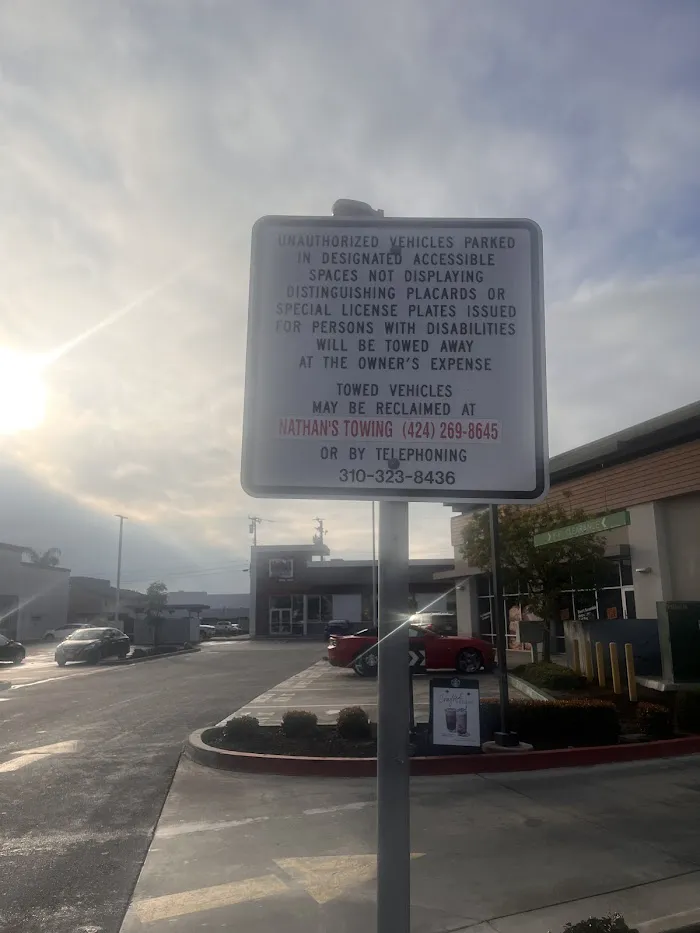 UNAUTHORIZED VEHICLES PARKED
IN DESIGNATED ACCESSIBLE
SPACES NOT DISPLAYING
DISTINGUISHING PLACARDS OR
SPECIAL LICENSE PLATES ISSUED
FOR PERSONS WITH DISABILITIES
WILL BE TOWED AWAY
AT THE OWNER'S EXPENSE
TOWED VEHICLES
MAY BE RECLAIMED AT
NATHAN'S TOWING (424) 269-8645
OR BY TELEPHONING
310-323-8436